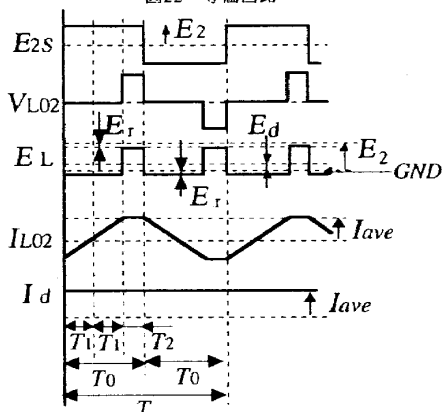 E2s
E2
VL02
Er
Ed
EL
E2
GND
Er
IL02
Iave
Id
Iave
T1 T1 T2
T0 T0
T